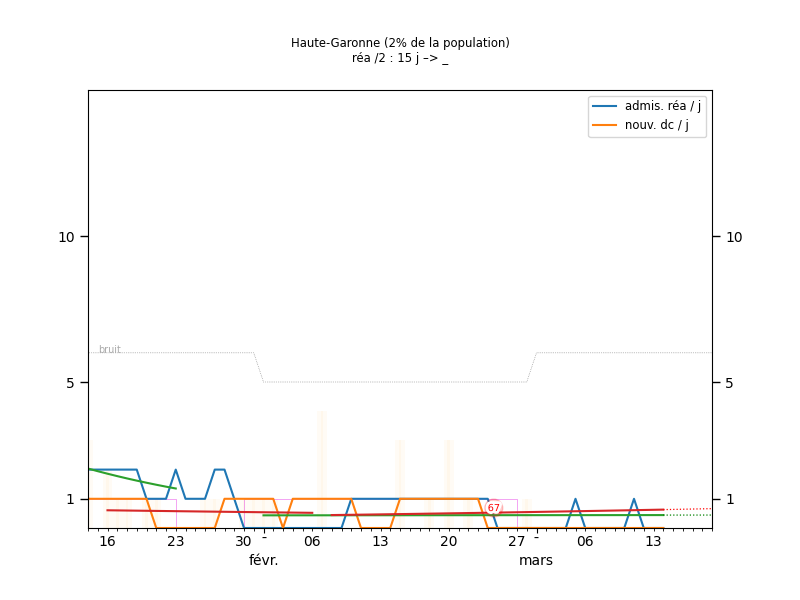 Haute-Garonne (2% de la population)
réa /2 : 15 j –> _
admis. réa / j
nouv. dc / j
10
10
bruit
5
5
1
1
67
16
23
30
-
06
13
20
27
-
06
13
févr.
mars